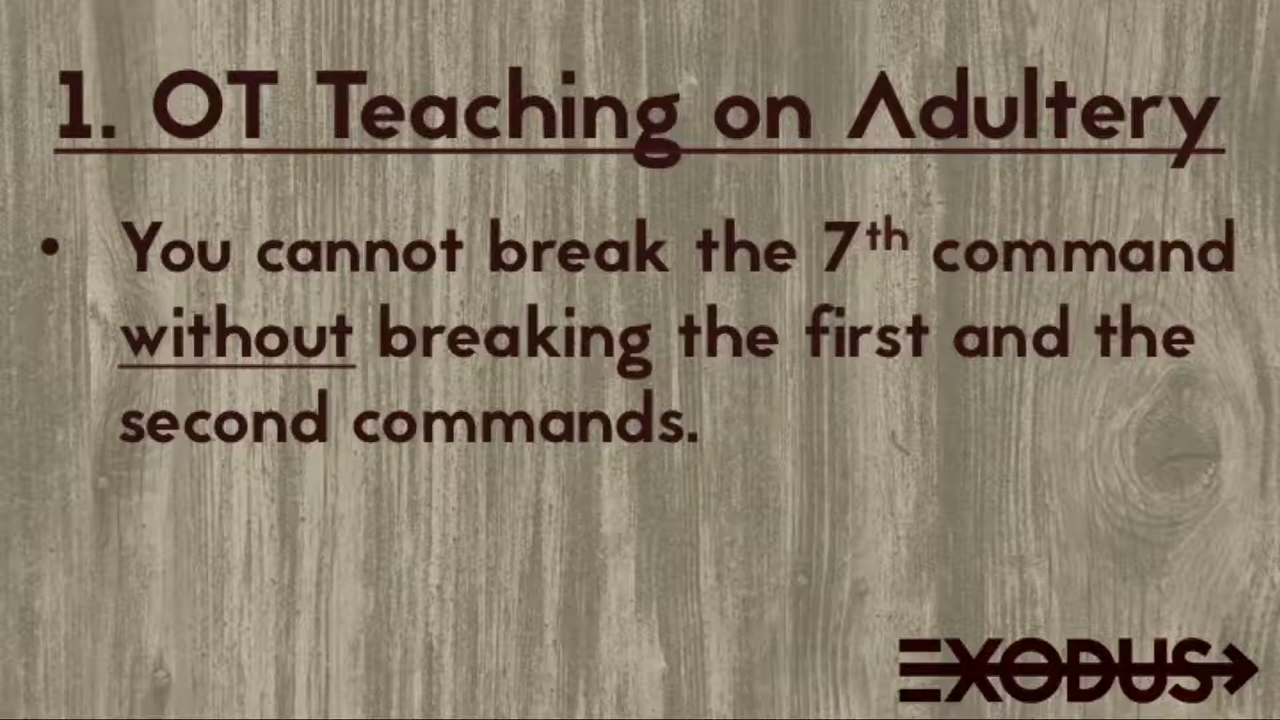 1. OT Teaching on Adultery
• You cannot break the 7th command
without breaking the first and the
second commands.
EXODUS